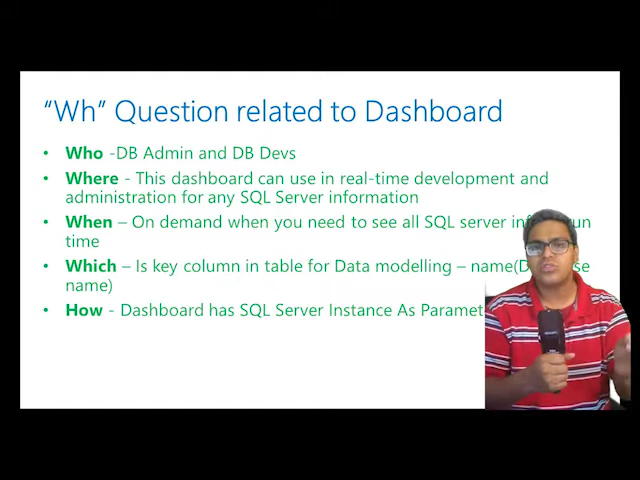 “Wh” Question related to Dashboard
• Who -DB Admin and DB Devs
• Where - This dashboard can use in real-time development and
administration for any SQL Server information
• When – On demand when you need to see all SQL server run
time
• Which – Is key column in table for Data modelling – name(
name)
• How - Dashboard has SQL Server Instance As